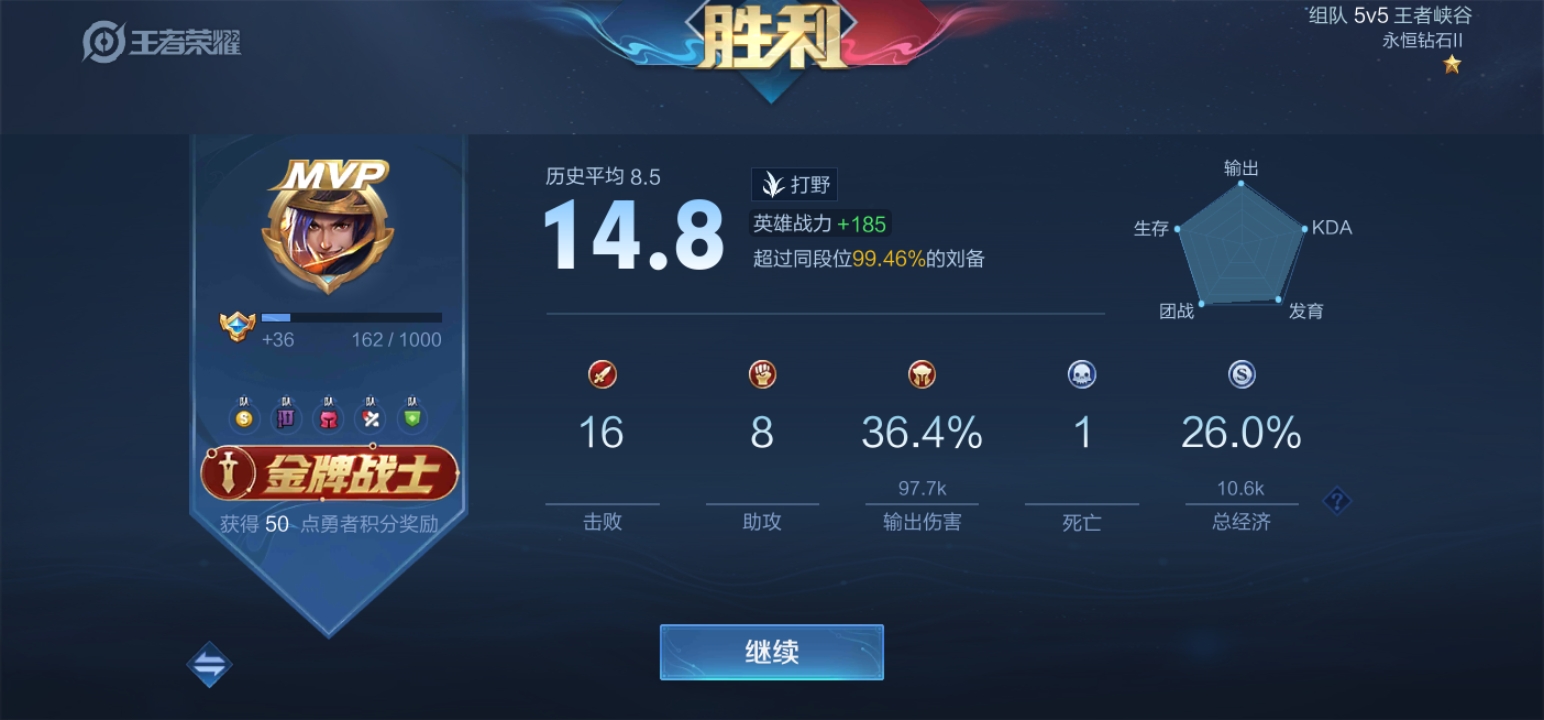 王者荣耀
胜利
组队 5v5 王者峡谷
永恒钻石II
MVP
+36
162 / 1000
队 队 队 队 队
金牌战士
获得 50 点勇者积分奖励
历史平均 8.5
14.8
打野
英雄战力 +185
超过同段位99.46%的刘备
输出
KDA
发育
团战
生存
16
8
36.4%
1
26.0%
97.7k
10.6k
?
击败
助攻
输出伤害
死亡
总经济
继续